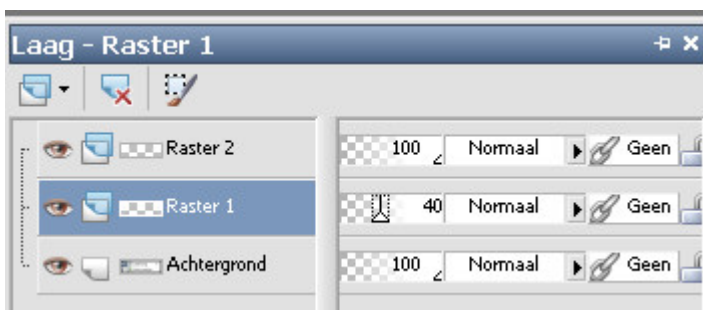 Laag - Raster 1
Raster 2 100 Normaal Geen
Raster 1 40 Normaal Geen
Achtergrond 100 Normaal Geen